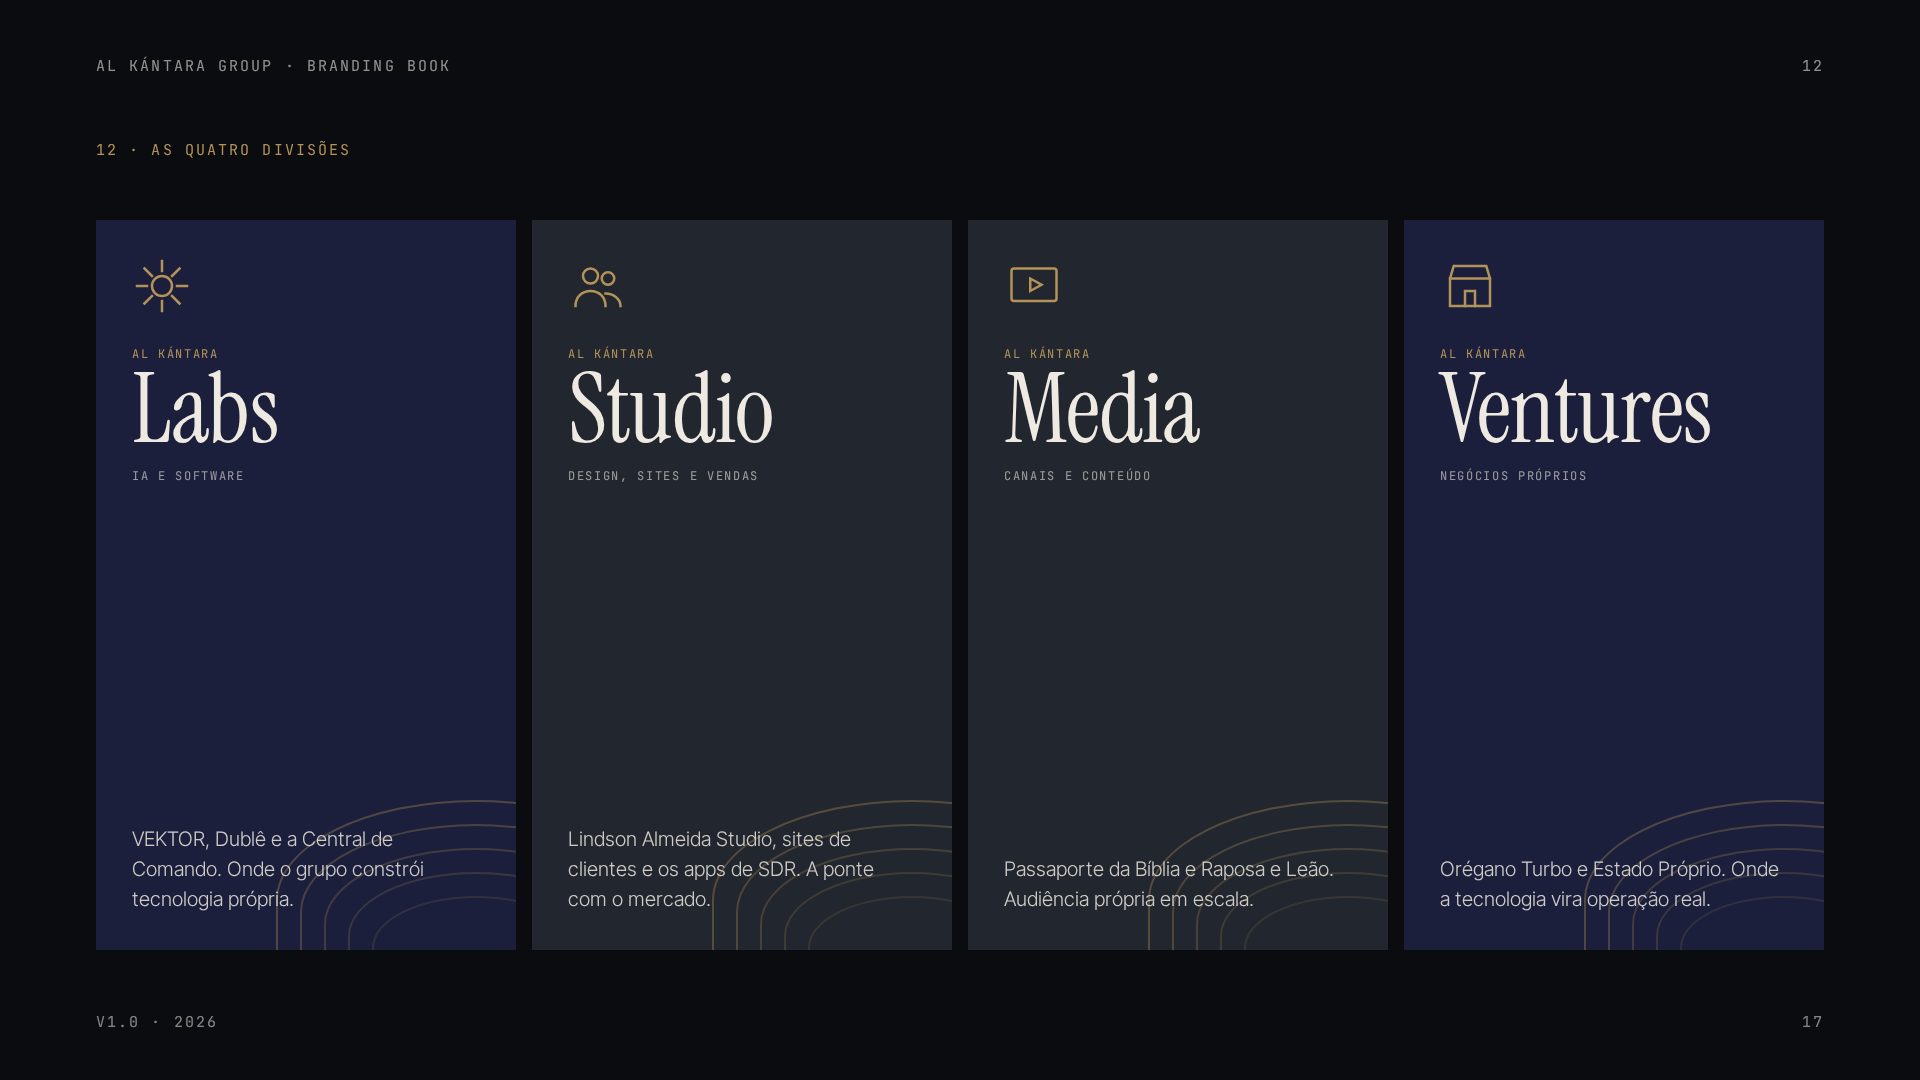 AL KÁNTARA GROUP · BRANDING BOOK
12
12 · AS QUATRO DIVISÕES
AL KÁNTARA
Labs
IA E SOFTWARE
VEKTOR, Dublê e a Central de
Comando. Onde o grupo constrói
tecnologia própria.
AL KÁNTARA
Studio
DESIGN, SITES E VENDAS
Lindson Almeida Studio, sites de
clientes e os apps de SDR. A ponte
com o mercado.
AL KÁNTARA
Media
CANAIS E CONTEÚDO
Passaporte da Bíblia e Raposa e Leão.
Audiência própria em escala.
AL KÁNTARA
Ventures
NEGÓCIOS PRÓPRIOS
Orégano Turbo e Estado Próprio. Onde
a tecnologia vira operação real.
V1.0 · 2026
17